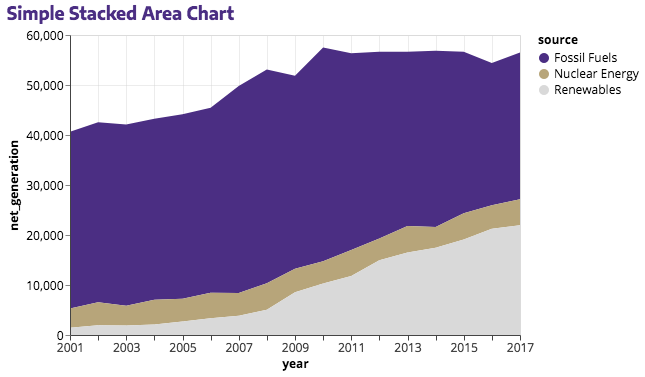 Simple Stacked Area Chart
60,000
50,000
40,000
30,000
20,000
10,000
0
net_generation
2001 2003 2005 2007 2009 2011 2013 2015 2017
year
source
Fossil Fuels
Nuclear Energy
Renewables